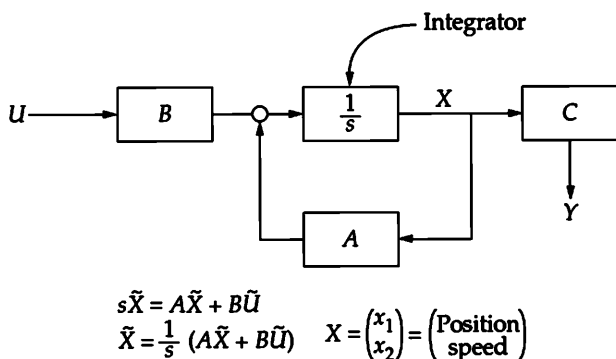 Integrator
U
B
1/s
X
C
A
Y
sX̃ = AX̃ + BŨ
X̃ = 1/s (AX̃ + BŨ) X = (x₁ x₂) = (Position speed)